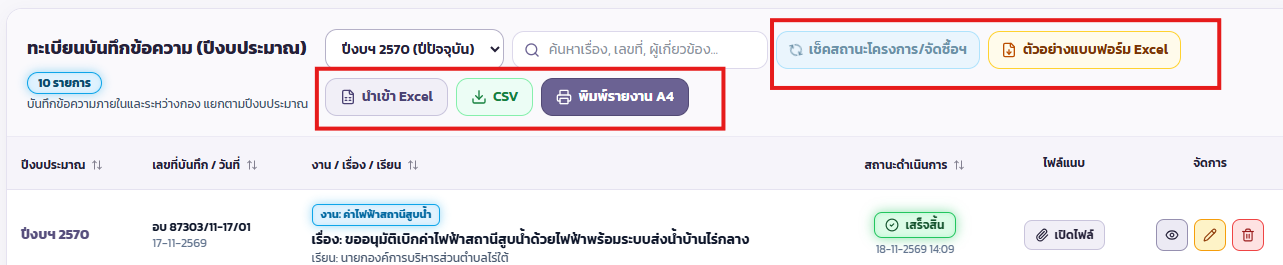 ทะเบียนบันทึกข้อความ (ปีงบประมาณ)
10 รายการ
บันทึกข้อความภายในและระหว่างกอง แยกตามปีงบประมาณ
ปีงบฯ 2570 (ปีปัจจุบัน)
ค้นหาเรื่อง, เลขที่, ผู้เกี่ยวข้อง...
เช็คสถานะโครงการ/จัดซื้อฯ
ตัวอย่างแบบฟอร์ม Excel
นำเข้า Excel
CSV
พิมพ์รายงาน A4
ปีงบประมาณ
เลขที่บันทึก / วันที่
งาน / เรื่อง / เรียน
สถานะดำเนินการ
ไฟล์แนบ
จัดการ
ปีงบฯ 2570
อบ 87303/11-17/01
17-11-2569
งาน: ค่าไฟฟ้าสถานีสูบน้ำ
เรื่อง: ขออนุมัติเบิกค่าไฟฟ้าสถานีสูบน้ำด้วยไฟฟ้าพร้อมระบบส่งน้ำบ้านไร่กลาง
เรียน: นายกองค์การบริหารส่วนตำบลไร่ใต้
เสร็จสิ้น
18-11-2569 14:09
เปิดไฟล์